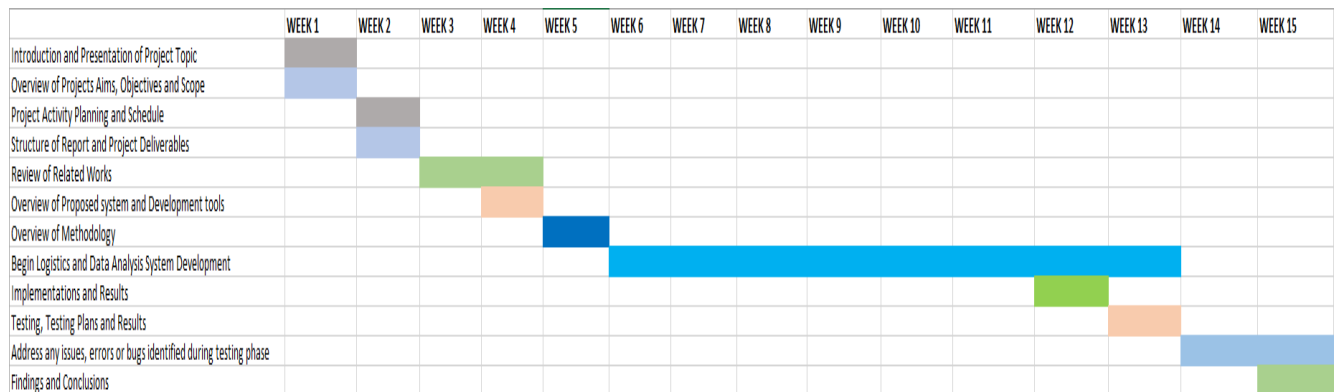 WEEK 1 WEEK 2 WEEK 3 WEEK 4 WEEK 5 WEEK 6 WEEK 7 WEEK 8 WEEK 9 WEEK 10 WEEK 11 WEEK 12 WEEK 13 WEEK 14 WEEK 15
Introduction and Presentation of Project Topic
Overview of Projects Aims, Objectives and Scope
Project Activity Planning and Schedule
Structure of Report and Project Deliverables
Review of Related Works
Overview of Proposed system and Development tools
Overview of Methodology
Begin Logistics and Data Analysis System Development
Implementations and Results
Testing, Testing Plans and Results
Address any issues, errors or bugs identified during testing phase
Findings and Conclusions